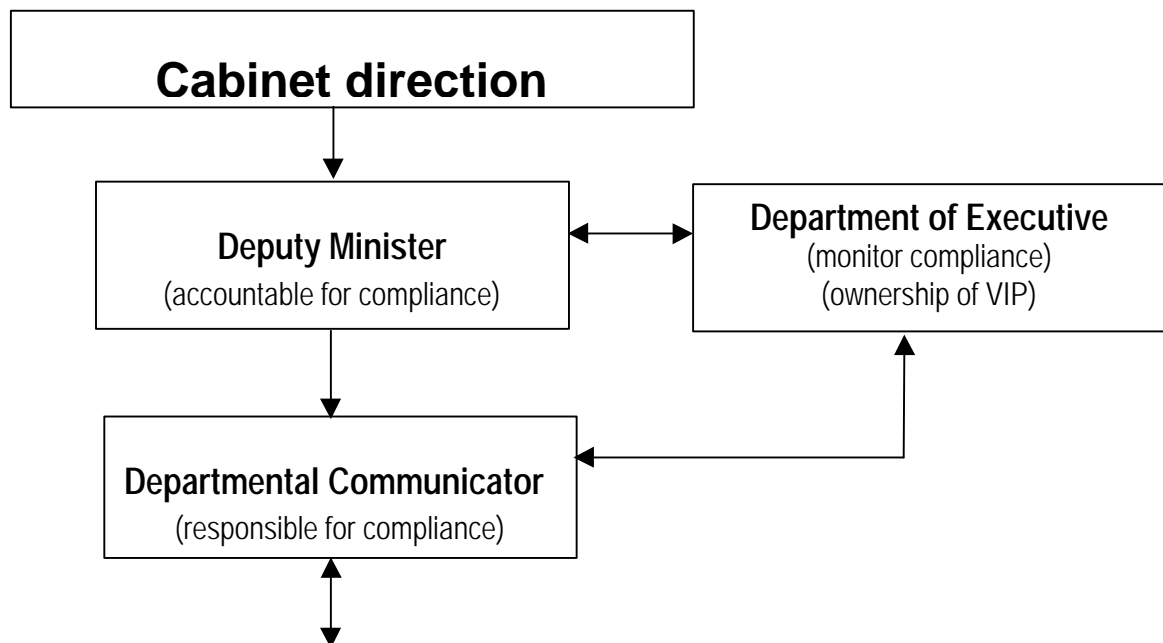 Cabinet direction
Deputy Minister
(accountable for compliance)
Department of Executive
(monitor compliance)
(ownership of VIP)
Departmental Communicator
(responsible for compliance)